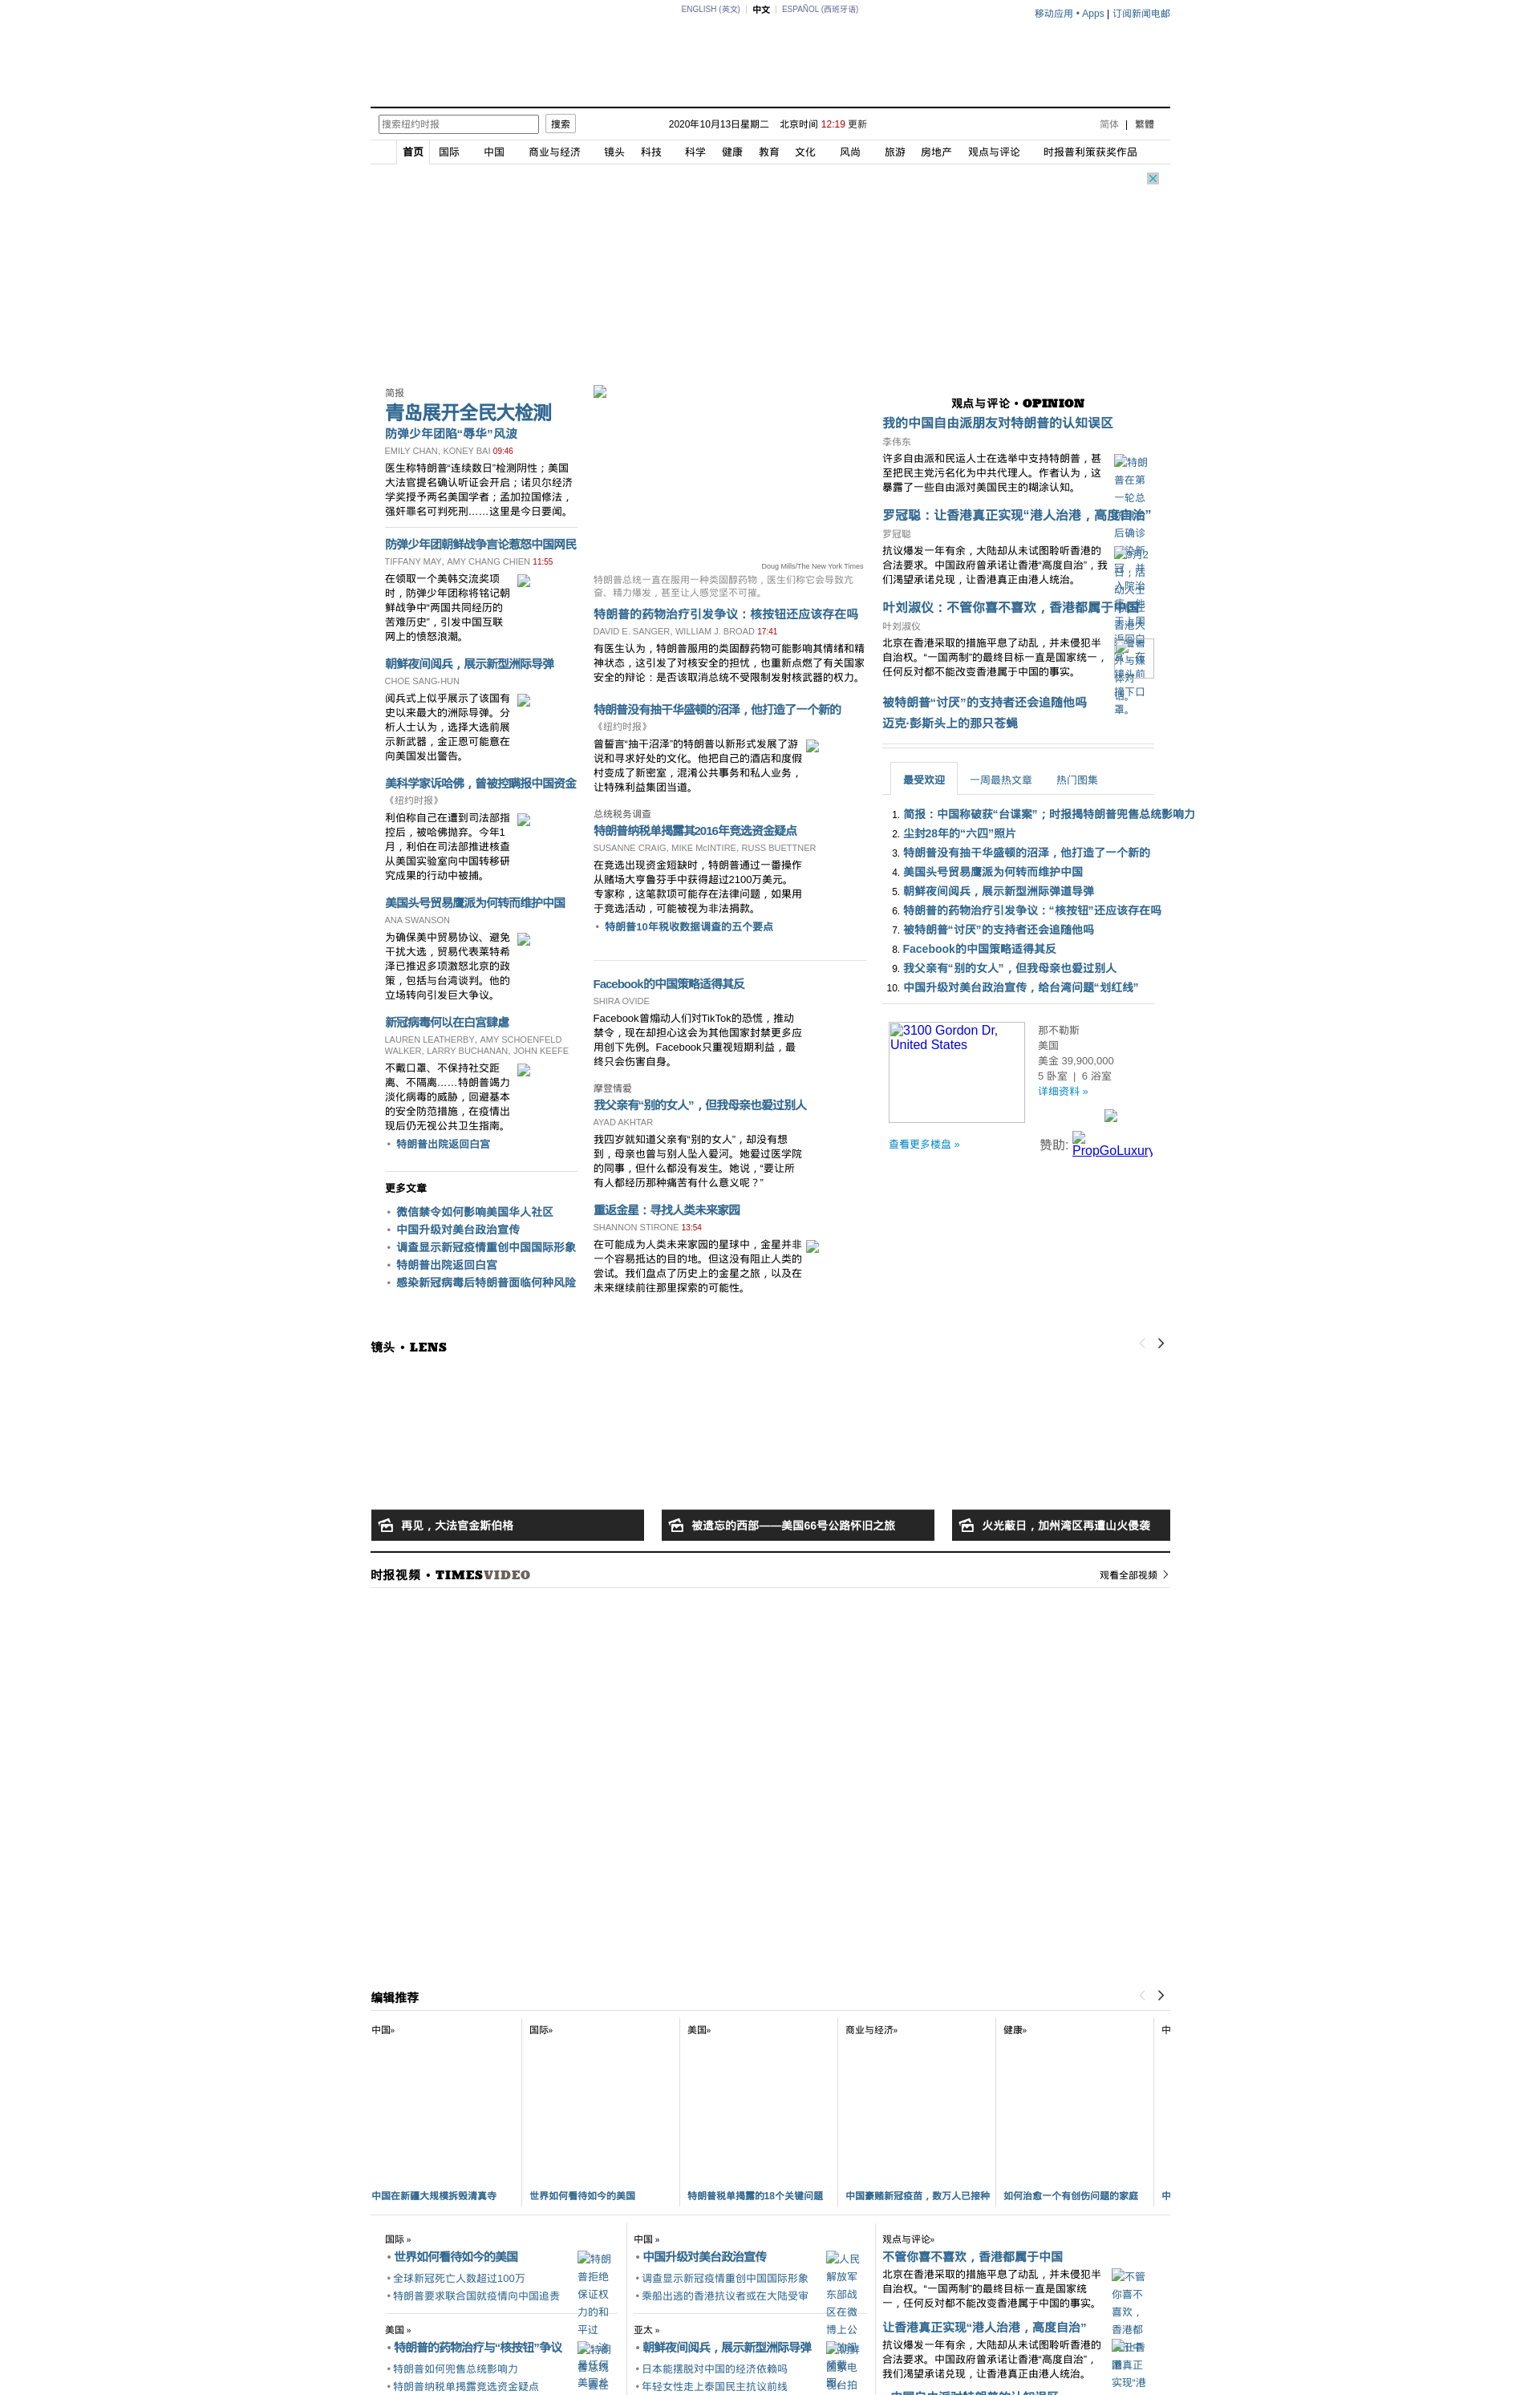 ENGLISH (英文) | 中文 | ESPAÑOL (西班牙语)
移动应用 • Apps | 订阅新闻电邮
搜索纽约时报
搜索
2020年10月13日星期二 北京时间 12:19 更新
简体 | 繁體
首页 国际 中国 商业与经济 镜头 科技 科学 健康 教育 文化 风尚 旅游 房地产 观点与评论 时报普利策获奖作品
简报
青岛展开全民大检测
防弹少年团陷“辱华”风波
EMILY CHAN, KONEY BAI 09:46
医生称特朗普“连续数日”检测阴性；美国
大法官提名确认听证会开启；诺贝尔经济
学奖授予两名美国学者；孟加拉国修法，
强奸罪名可判死刑……这里是今日要闻。
防弹少年团朝鲜战争言论惹怒中国网民
TIFFANY MAY, AMY CHANG CHIEN 11:55
在领取一个美韩交流奖项
时，防弹少年团称将铭记朝
鲜战争中“两国共同经历的
苦难历史”，引发中国互联
网上的愤怒浪潮。
朝鲜夜间阅兵，展示新型洲际导弹
CHOE SANG-HUN
阅兵式上似乎展示了该国有
史以来最大的洲际导弹。分
析人士认为，选择大选前展
示新武器，金正恩可能意在
向美国发出警告。
美科学家诉哈佛，曾被控瞒报中国资金
《纽约时报》
利伯称自己在遭到司法部指
控后，被哈佛抛弃。今年1
月，利伯在司法部推进核查
从美国实验室向中国转移研
究成果的行动中被捕。
美国头号贸易鹰派为何转而维护中国
ANA SWANSON
为确保美中贸易协议、避免
干扰大选，贸易代表莱特希
泽已推迟多项激怒北京的政
策，包括与台湾谈判。他的
立场转向引发巨大争议。
新冠病毒何以在白宫肆虐
LAUREN LEATHERBY, AMY SCHOENFELD
WALKER, LARRY BUCHANAN, JOHN KEEFE
不戴口罩、不保持社交距
离、不隔离……特朗普竭力
淡化病毒的威胁，回避基本
的安全防范措施，在疫情出
现后仍无视公共卫生指南。
• 特朗普出院返回白宫
更多文章
• 微信禁令如何影响美国华人社区
• 中国升级对美台政治宣传
• 调查显示新冠疫情重创中国国际形象
• 特朗普出院返回白宫
• 感染新冠病毒后特朗普面临何种风险
Doug Mills/The New York Times
特朗普总统一直在服用一种类固醇药物，医生们称它会导致亢
奋、精力爆发，甚至让人感觉坚不可摧。
特朗普的药物治疗引发争议：核按钮还应该存在吗
DAVID E. SANGER, WILLIAM J. BROAD 17:41
有医生认为，特朗普服用的类固醇药物可能影响其情绪和精
神状态，这引发了对核安全的担忧，也重新点燃了有关国家
安全的辩论：是否该取消总统不受限制发射核武器的权力。
特朗普没有抽干华盛顿的沼泽，他打造了一个新的
《纽约时报》
曾誓言“抽干沼泽”的特朗普以新形式发展了游
说和寻求好处的文化。他把自己的酒店和度假
村变成了新密室，混淆公共事务和私人业务，
让特殊利益集团当道。
总统税务调查
特朗普纳税单揭露其2016年竞选资金疑点
SUSANNE CRAIG, MIKE McINTIRE, RUSS BUETTNER
在竞选出现资金短缺时，特朗普通过一番操作
从赌场大亨鲁芬手中获得超过2100万美元。
专家称，这笔款项可能存在法律问题，如果用
于竞选活动，可能被视为非法捐款。
• 特朗普10年税收数据调查的五个要点
Facebook的中国策略适得其反
SHIRA OVIDE
Facebook曾煽动人们对TikTok的恐慌，推动
禁令，现在却担心这会为其他国家封禁更多应
用创下先例。Facebook只重视短期利益，最
终只会伤害自身。
摩登情爱
我父亲有“别的女人”，但我母亲也爱过别人
AYAD AKHTAR
我四岁就知道父亲有“别的女人”，却没有想
到，母亲也曾与别人坠入爱河。她爱过医学院
的同事，但什么都没有发生。她说，“要让所
有人都经历那种痛苦有什么意义呢？”
重返金星：寻找人类未来家园
SHANNON STIRONE 13:54
在可能成为人类未来家园的星球中，金星并非
一个容易抵达的目的地。但这没有阻止人类的
尝试。我们盘点了历史上的金星之旅，以及在
未来继续前往那里探索的可能性。
观点与评论 • OPINION
我的中国自由派朋友对特朗普的认知误区
李伟东
许多自由派和民运人士在选举中支持特朗普，甚
至把民主党污名化为中共代理人。作者认为，这
暴露了一些自由派对美国民主的糊涂认知。
罗冠聪：让香港真正实现“港人治港，高度自治”
罗冠聪
抗议爆发一年有余，大陆却从未试图聆听香港的
合法要求。中国政府曾承诺让香港“高度自治”，我
们渴望承诺兑现，让香港真正由港人统治。
叶刘淑仪：不管你喜不喜欢，香港都属于中国
叶刘淑仪
北京在香港采取的措施平息了动乱，并未侵犯半
自治权。“一国两制”的最终目标一直是国家统一，
任何反对都不能改变香港属于中国的事实。
被特朗普“讨厌”的支持者还会追随他吗
迈克·彭斯头上的那只苍蝇
特朗
普在第
一轮总
最受欢迎 一周最热文章 热门图集
1. 简报：中国称破获“台谍案”；时报揭特朗普兜售总统影响力
2. 尘封28年的“六四”照片
3. 特朗普没有抽干华盛顿的沼泽，他打造了一个新的
4. 美国头号贸易鹰派为何转而维护中国
5. 朝鲜夜间阅兵，展示新型洲际弹道导弹
6. 特朗普的药物治疗引发争议：“核按钮”还应该存在吗
7. 被特朗普“讨厌”的支持者还会追随他吗
8. Facebook的中国策略适得其反
9. 我父亲有“别的女人”，但我母亲也爱过别人
10. 中国升级对美台政治宣传，给台湾问题“划红线”
3100 Gordon Dr,
United States
那不勒斯
美国
美金 39,900,000
5 卧室 | 6 浴室
详细资料 »
查看更多楼盘 »
赞助: PropGoLuxury
镜头 • LENS
再见，大法官金斯伯格
被遗忘的西部——美国66号公路怀旧之旅
火光蔽日，加州湾区再遭山火侵袭
时报视频 • TIMESVIDEO
观看全部视频
编辑推荐
中国» 国际» 美国» 商业与经济» 健康» 中
中国在新疆大规模拆毁清真寺
世界如何看待如今的美国
特朗普税单揭露的18个关键问题
中国豪赌新冠疫苗，数万人已接种
如何治愈一个有创伤问题的家庭
中
国际 »
• 世界如何看待如今的美国
• 全球新冠死亡人数超过100万
• 特朗普要求联合国就疫情向中国追责
特朗
普拒绝
保证权
力的和
平过
美国 »
• 特朗普的药物治疗与“核按钮”争议
• 特朗普如何兜售总统影响力
• 特朗普纳税单揭露竞选资金疑点
中国 »
• 中国升级对美台政治宣传
• 调查显示新冠疫情重创中国国际形象
• 乘船出逃的香港抗议者或在大陆受审
人民
解放军
东部战
区在微
博上公
亚太 »
• 朝鲜夜间阅兵，展示新型洲际导弹
• 日本能摆脱对中国的经济依赖吗
• 年轻女性走上泰国民主抗议前线
观点与评论»
不管你喜不喜欢，香港都属于中国
北京在香港采取的措施平息了动乱，并未侵犯半
自治权。“一国两制”的最终目标一直是国家统
一，任何反对都不能改变香港属于中国的事实。
不管
你喜不
喜欢，
香港都
让香港真正实现“港人治港，高度自治”
抗议爆发一年有余，大陆却从未试图聆听香港的
合法要求。中国政府曾承诺让香港“高度自治”，
我们渴望承诺兑现，让香港真正由港人统治。